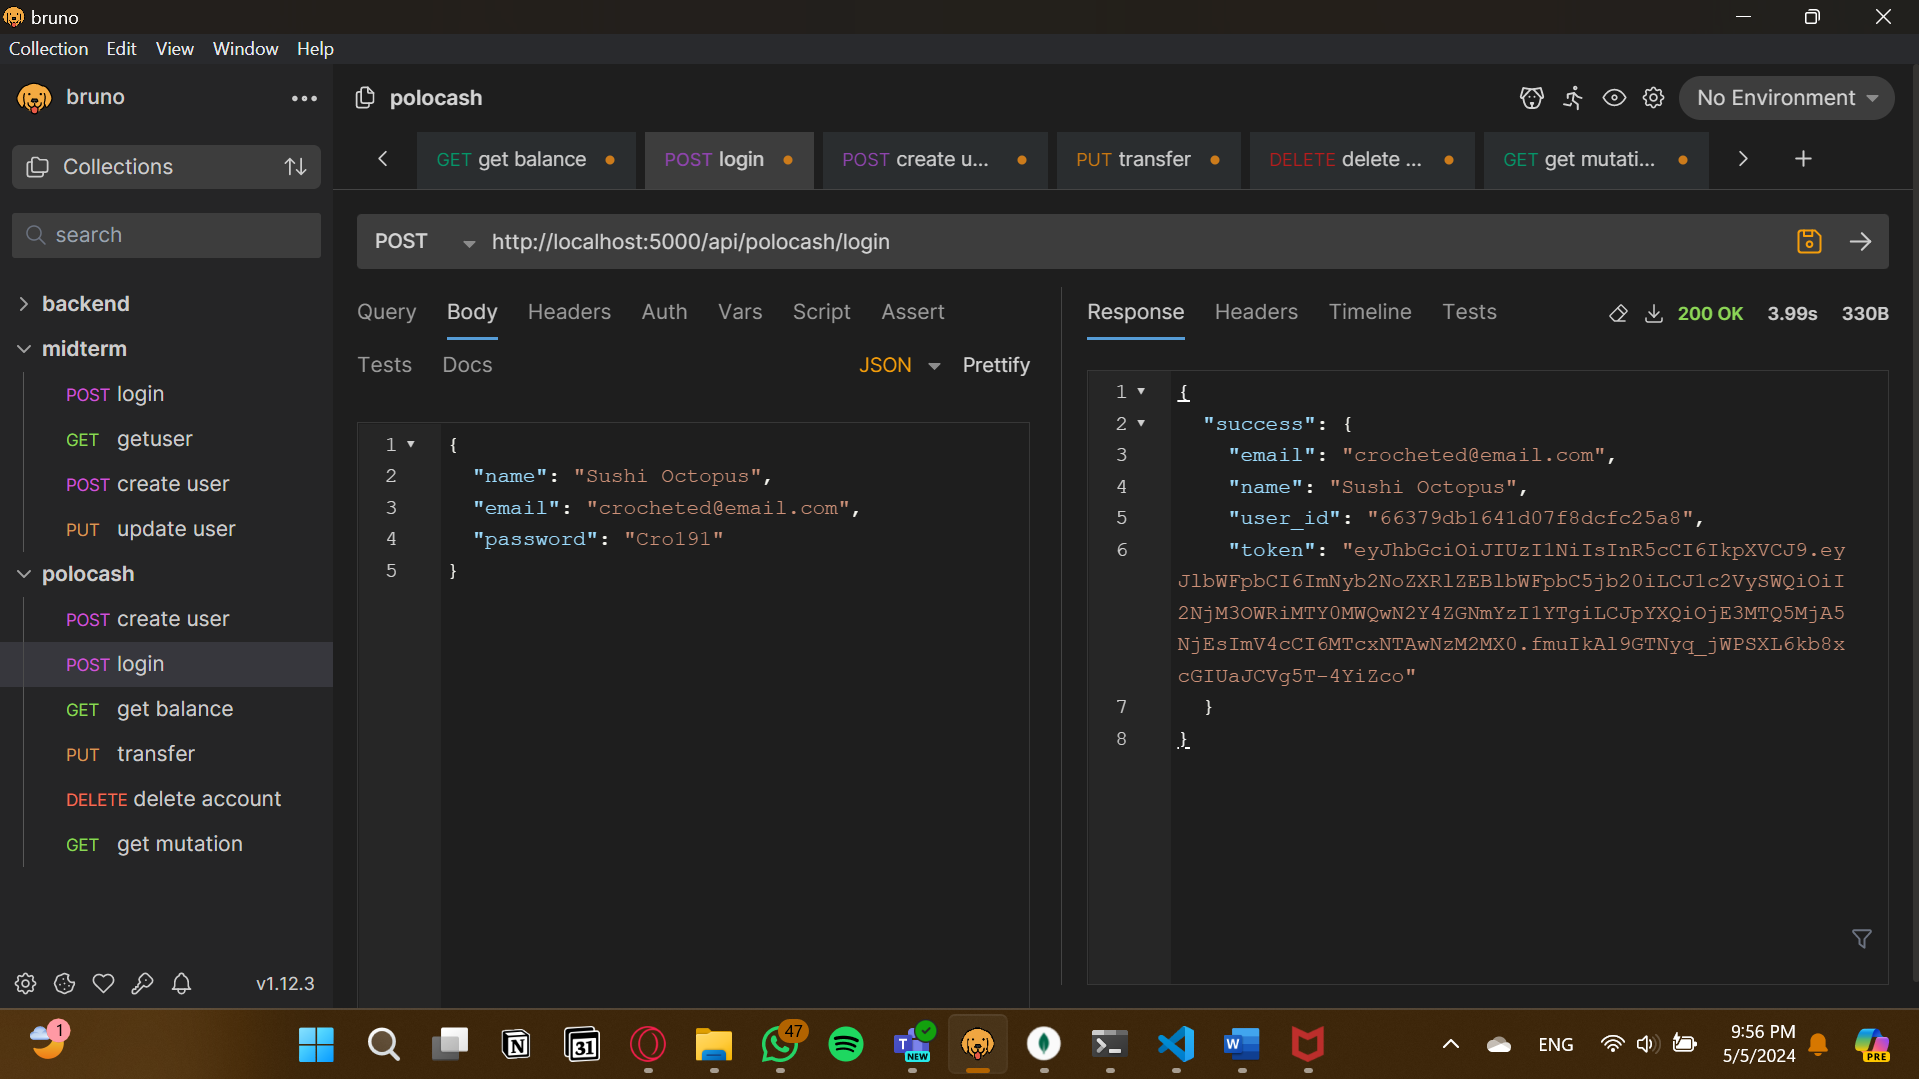 bruno
Collection Edit View Window Help
bruno
polocash
No Environment
Collections
GET get balance
POST login
POST create u...
PUT transfer
DELETE delete ...
GET get mutati...
search
POST http://localhost:5000/api/polocash/login
backend
midterm
POST login
GET getuser
POST create user
PUT update user
polocash
POST create user
POST login
GET get balance
PUT transfer
DELETE delete account
GET get mutation
v1.12.3
Query Body Headers Auth Vars Script Assert
Tests Docs JSON Prettify
1 {
2 "name": "Sushi Octopus",
3 "email": "crocheted@email.com",
4 "password": "Cro191"
5 }
Response Headers Timeline Tests 200 OK 3.99s 330B
1 {
2 "success": {
3 "email": "crocheted@email.com",
4 "name": "Sushi Octopus",
5 "user_id": "66379db1641d07f8dcfc25a8",
6 "token": "eyJhbGciOiJIUzI1NiIsInR5cCI6IkpXVCJ9.ey
JlbWFpbCI6ImNyb2NoZXRlZEBlbWFpbC5jb20iLCJ1c2VySWQiOiI
2NjM3OWRiMTY0MWQwN2Y4ZGNmYzI1YTgiLCJpYXQiOjE3MTQ5MjA5
NjEsImV4cCI6MTcxNTAwNzM2MX0.fmuIkAl9GTNyq_jWPSXL6kb8x
cGIUaJCVg5T-4YiZco"
7 }
8 }
1
31
47
NEW
ENG
9:56 PM
5/5/2024
PRE